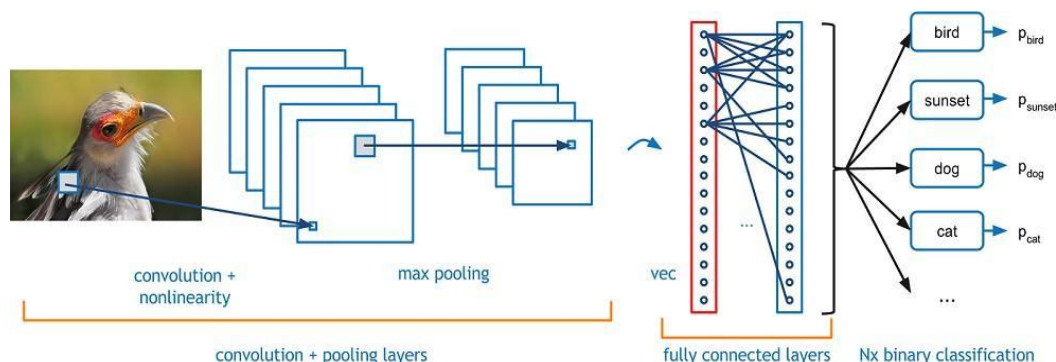 bird
p_bird
sunset
p_sunset
dog
p_dog
cat
p_cat
...
...
convolution +
nonlinearity
max pooling
vec
convolution + pooling layers
fully connected layers
Nx binary classification